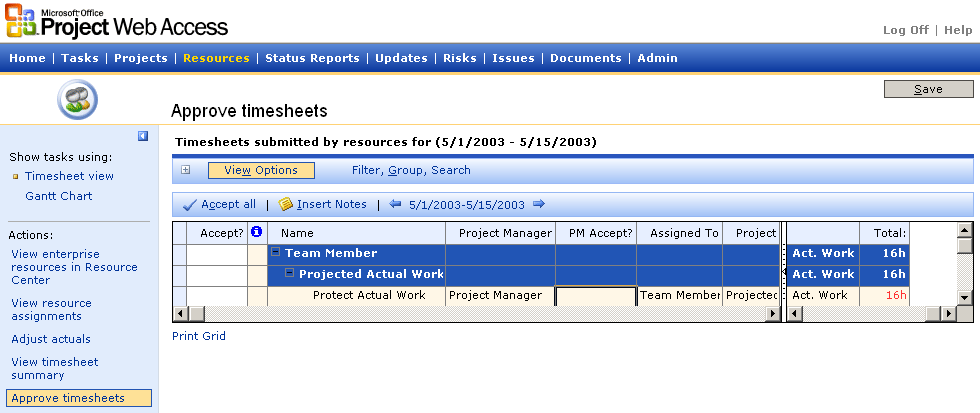 Microsoft Office
Project Web Access
Log Off | Help
Home | Tasks | Projects | Resources | Status Reports | Updates | Risks | Issues | Documents | Admin
Save
Approve timesheets
Timesheets submitted by resources for (5/1/2003 - 5/15/2003)
Show tasks using:
Timesheet view
Gantt Chart
Actions:
View enterprise
resources in Resource
Center
View resource
assignments
Adjust actuals
View timesheet
summary
Approve timesheets
View Options Filter, Group, Search
Accept all | Insert Notes | 5/1/2003-5/15/2003
Accept? Name Project Manager PM Accept? Assigned To Project Total:
Team Member Act. Work 16h
Projected Actual Work Act. Work 16h
Protect Actual Work Project Manager Team Member Projected Act. Work 16h
Print Grid